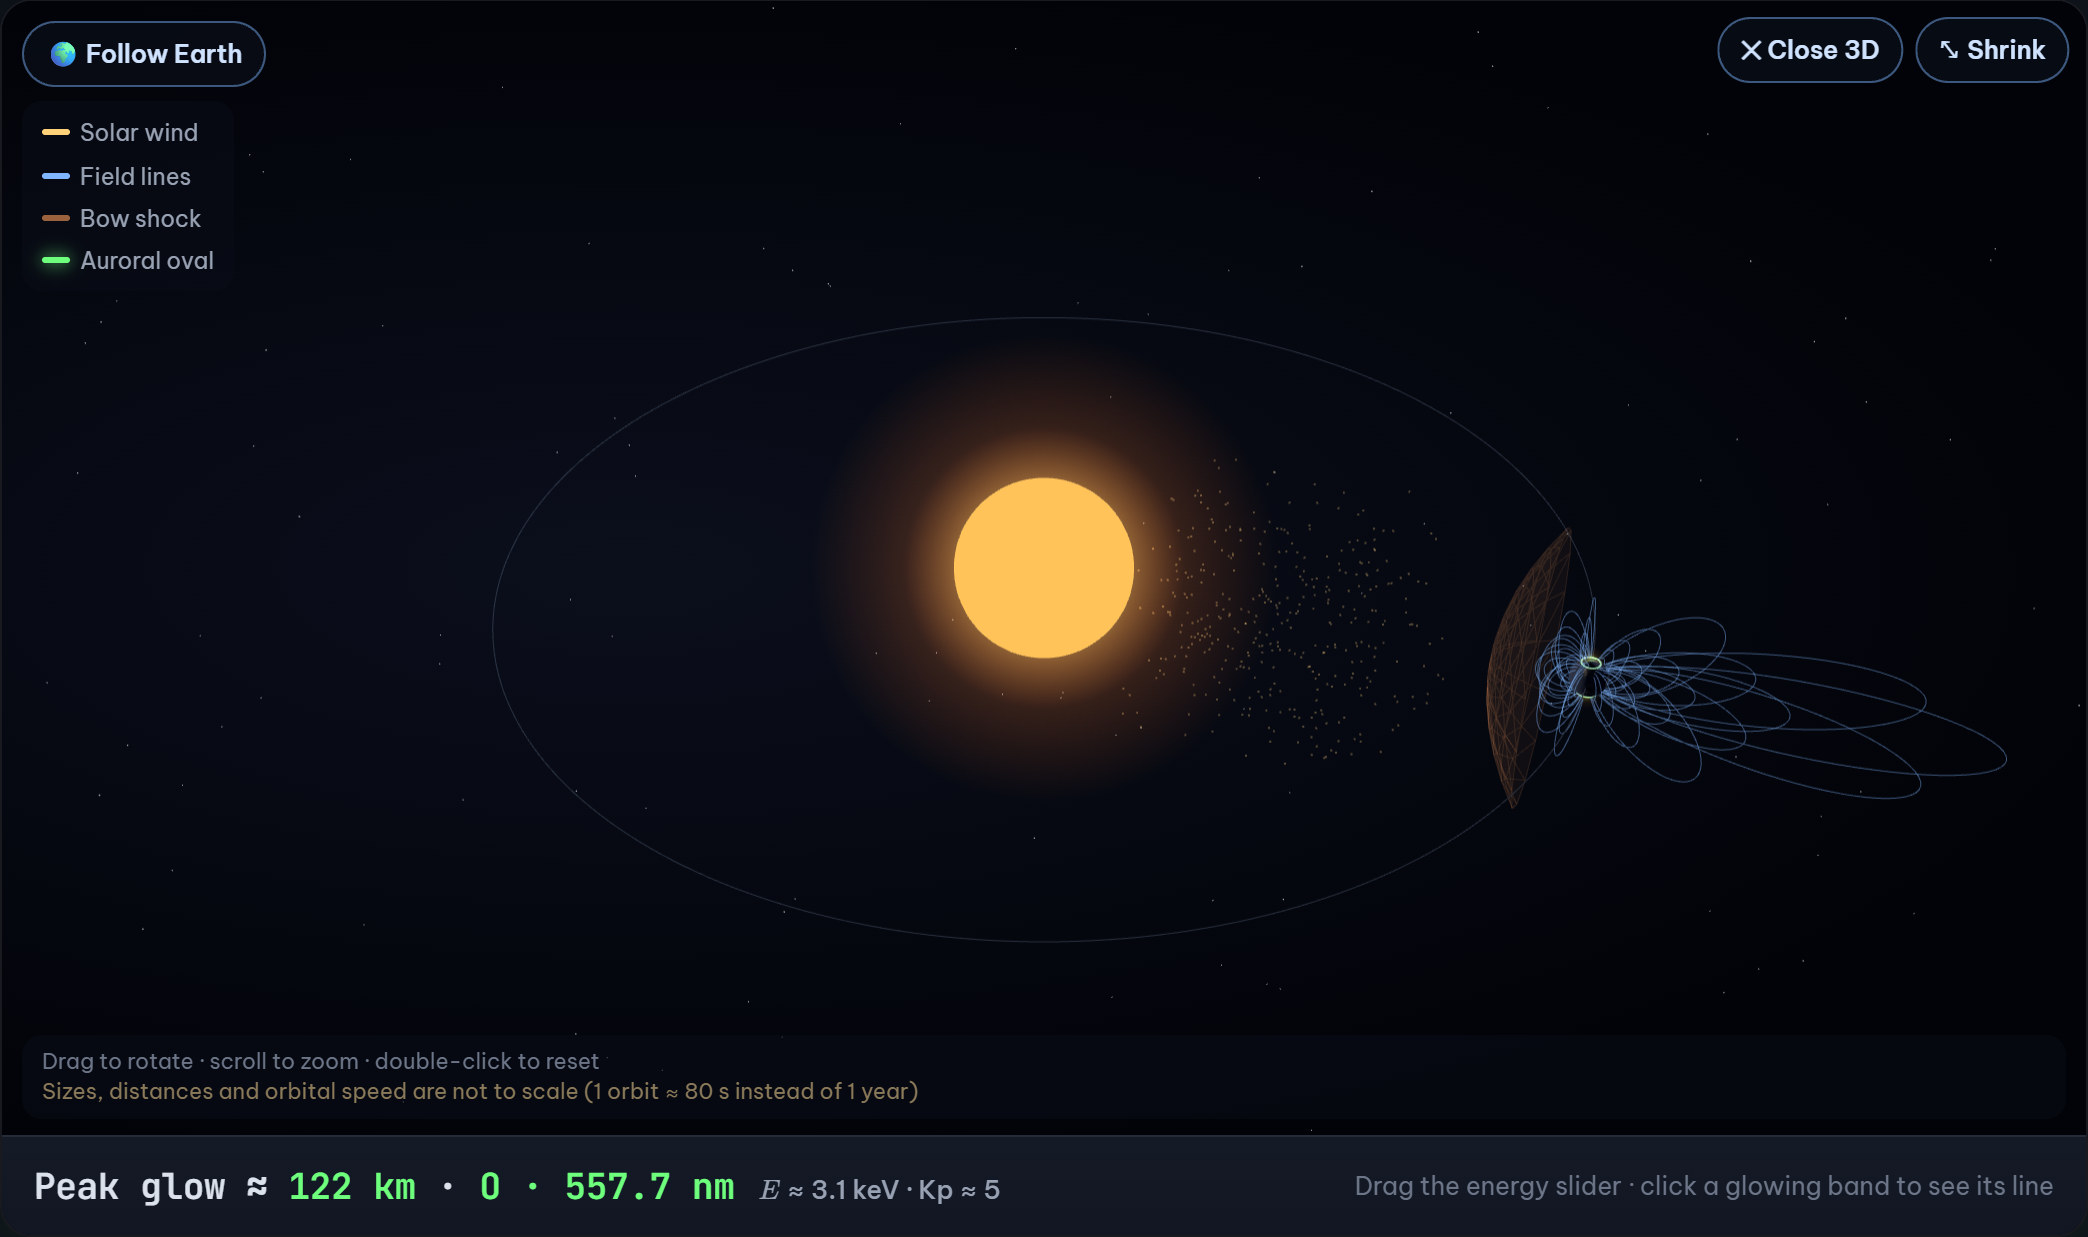 Follow Earth
Close 3D
Shrink
Solar wind
Field lines
Bow shock
Auroral oval
Drag to rotate · scroll to zoom · double-click to reset
Sizes, distances and orbital speed are not to scale (1 orbit ≈ 80 s instead of 1 year)
Peak glow ≈ 122 km · O · 557.7 nm E ≈ 3.1 keV · Kp ≈ 5
Drag the energy slider · click a glowing band to see its line